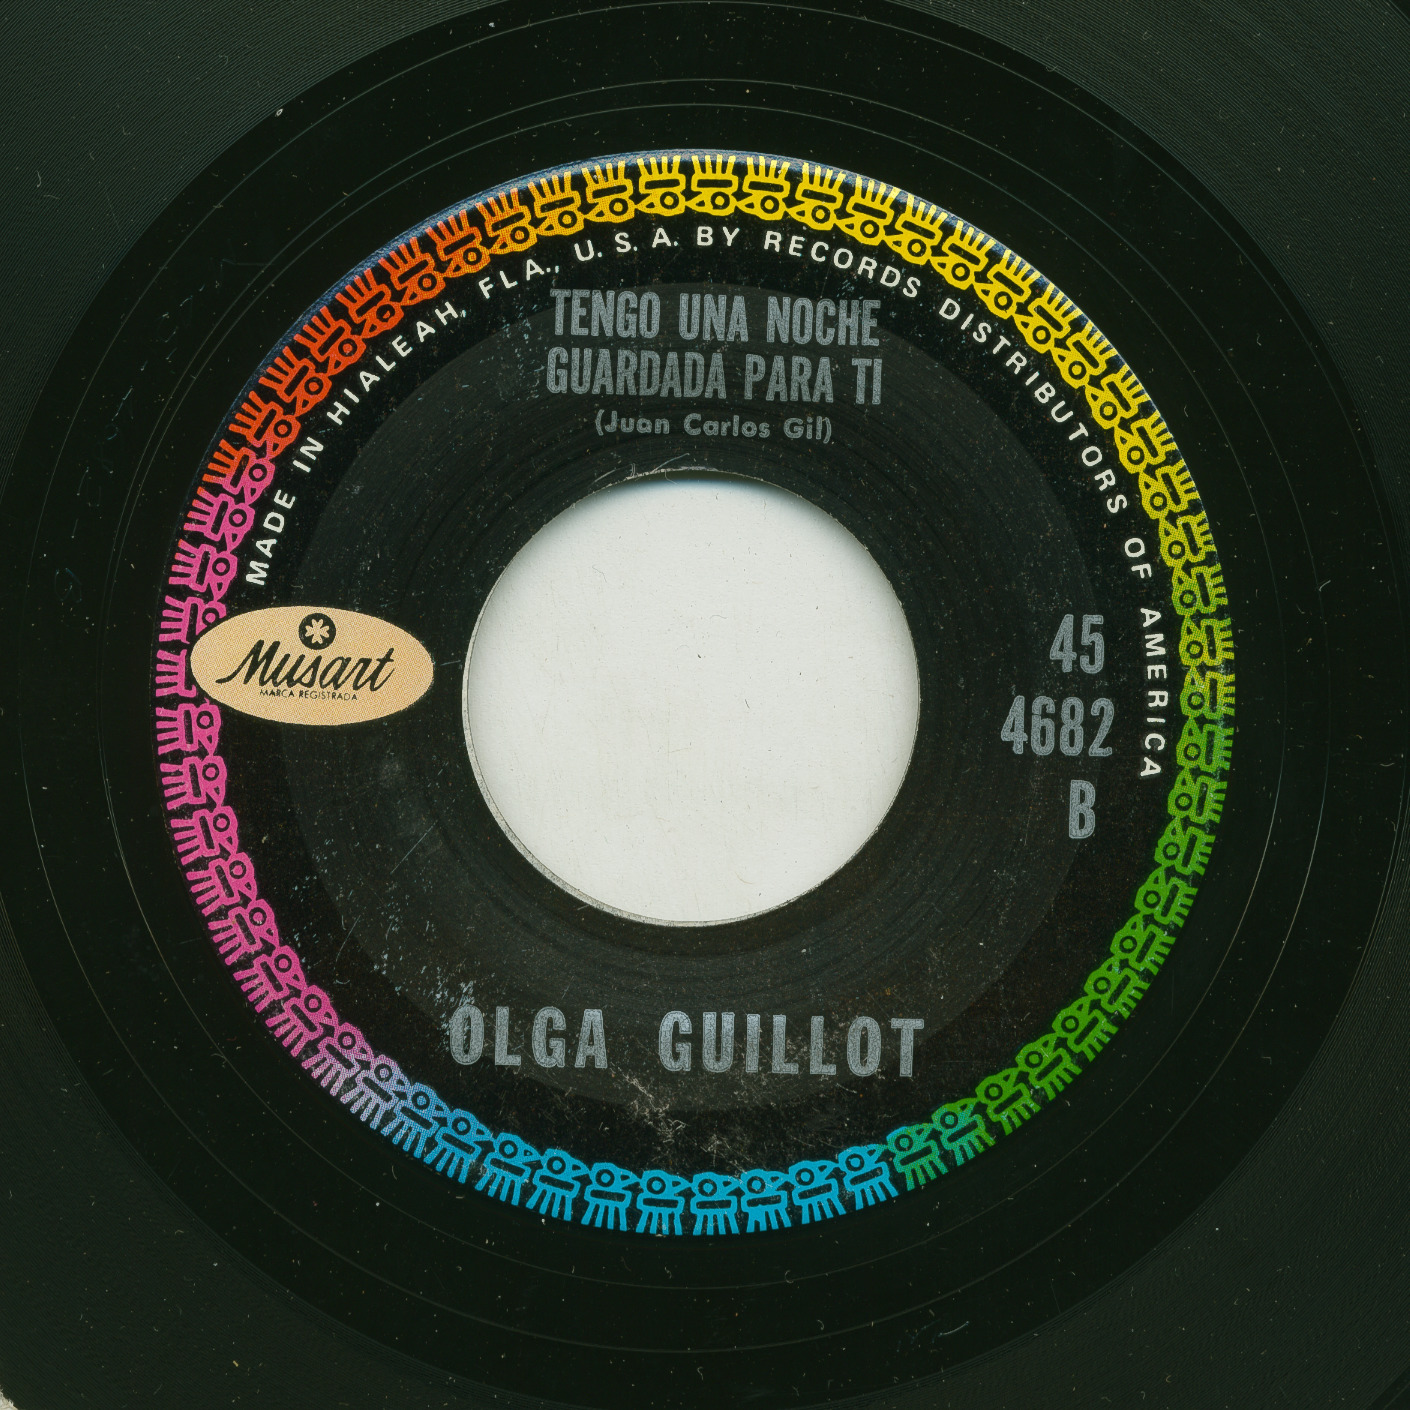 MADE IN HIALEAH, FLA., U. S. A. BY RECORDS DISTRIBUTORS OF AMERICA
TENGO UNA NOCHE
GUARDADA PARA TI
(Juan Carlos Gil)
Musart
MARCA REGISTRADA
45
4682
B
OLGA GUILLOT